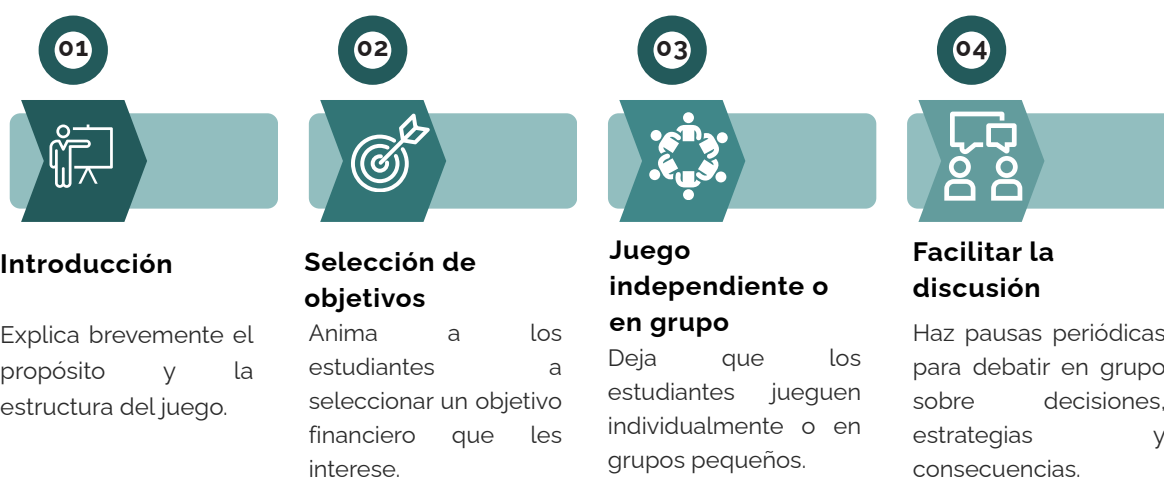 01
Introducción
Explica brevemente el
propósito y la
estructura del juego.
02
Selección de
objetivos
Anima a los
estudiantes a
seleccionar un objetivo
financiero que les
interese.
03
Juego
independiente o
en grupo
Deja que los
estudiantes jueguen
individualmente o en
grupos pequeños.
04
Facilitar la
discusión
Haz pausas periódicas
para debatir en grupo
sobre decisiones,
estrategias y
consecuencias.